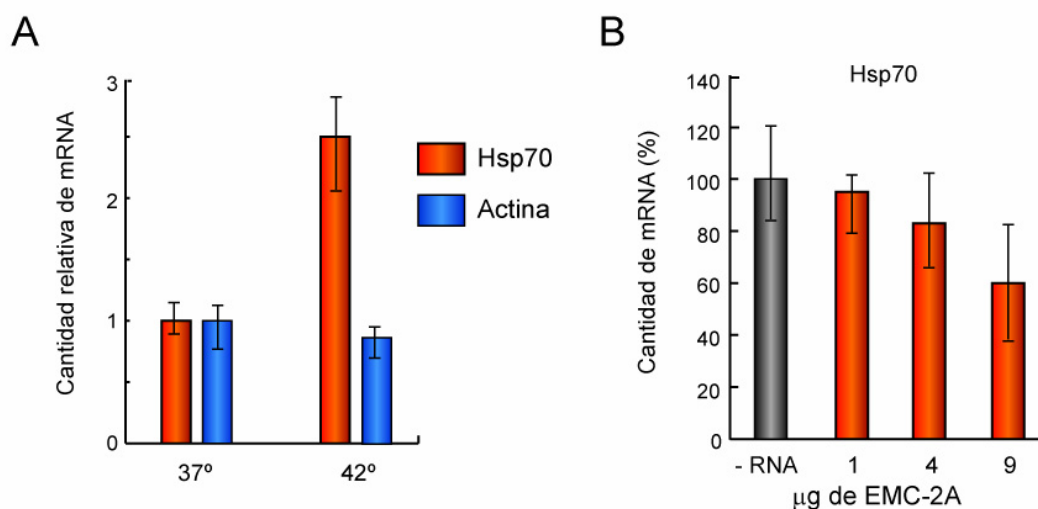 A
Cantidad relativa de mRNA
3
2
1
0
37º
42º
Hsp70
Actina
B
Hsp70
Cantidad de mRNA (%)
140
120
100
80
60
40
20
0
- RNA 1 4 9
µg de EMC-2A